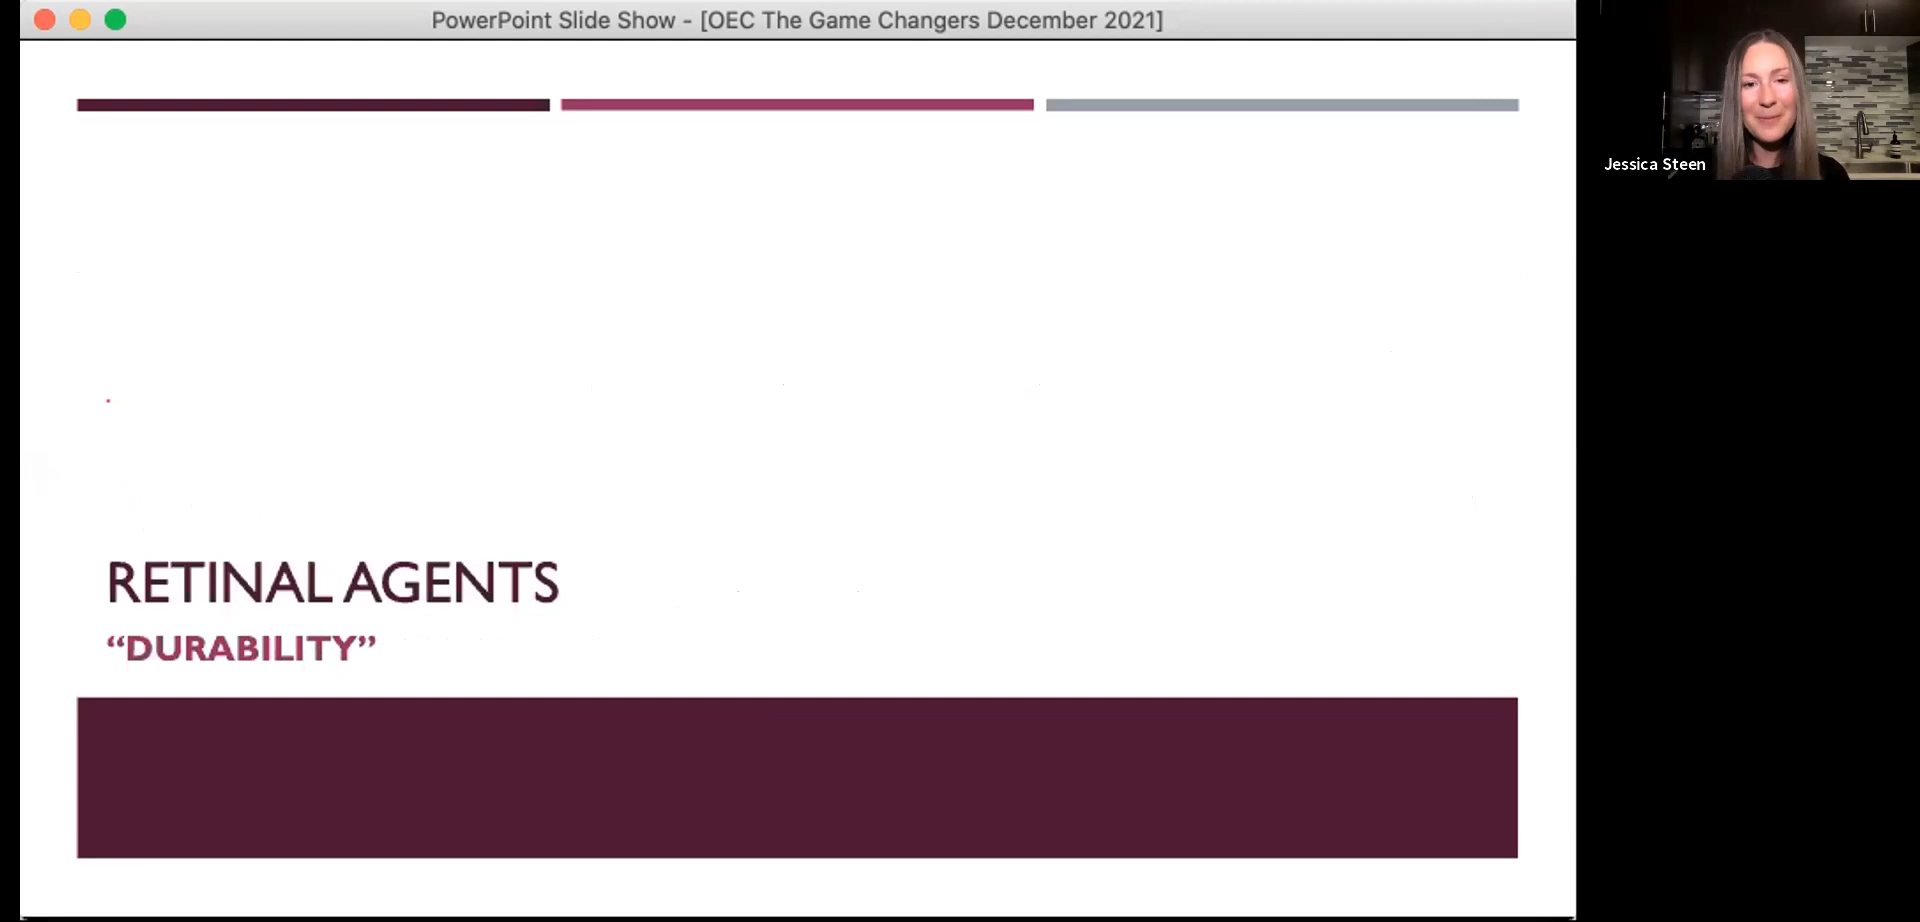 PowerPoint Slide Show - [OEC The Game Changers December 2021]
Jessica Steen
RETINAL AGENTS
“DURABILITY”